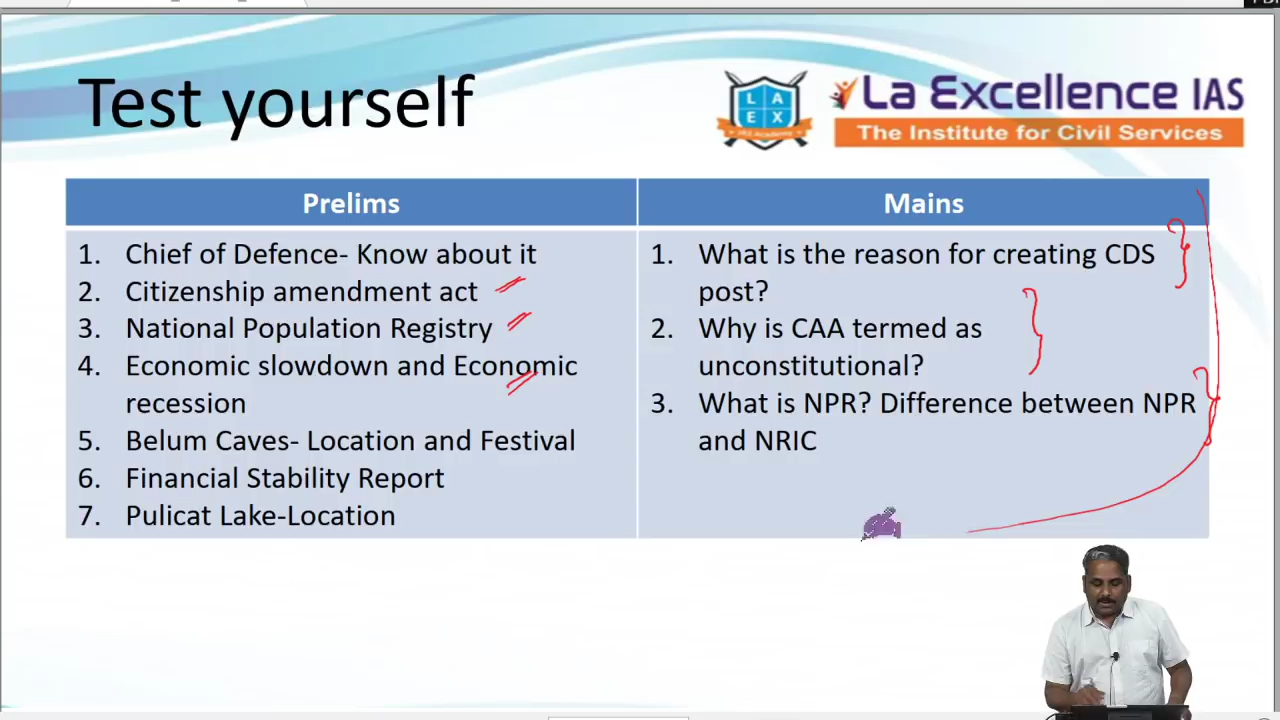 Test yourself
L A
E X
IAS Academy
La Excellence IAS
The Institute for Civil Services
Prelims
1. Chief of Defence- Know about it
2. Citizenship amendment act
3. National Population Registry
4. Economic slowdown and Economic
recession
5. Belum Caves- Location and Festival
6. Financial Stability Report
7. Pulicat Lake-Location
Mains
1. What is the reason for creating CDS
post?
2. Why is CAA termed as
unconstitutional?
3. What is NPR? Difference between NPR
and NRIC